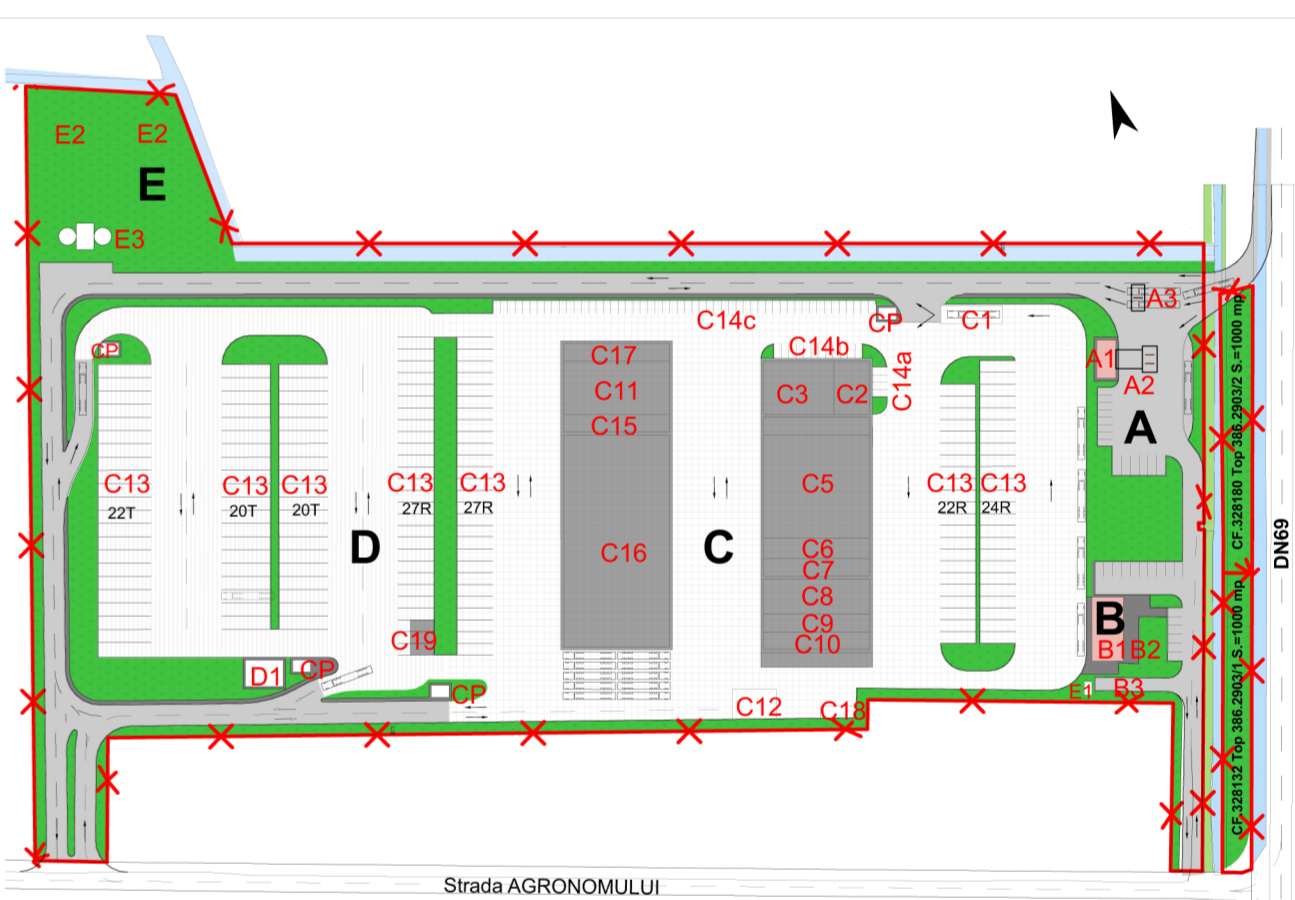 E2
E2
E
E3
A3
C14c
CP
C1
CP
C17
C14b
C14a
A1
A2
C11
C3
C2
C15
A
C13
C13
C13
C13
C13
C5
C13
C13
22T
20T
20T
27R
27R
22R
24R
D
C16
C
C6
C7
C8
C9
C10
C19
B
B1
B2
D1
CP
CP
E1
B3
C12
C18
CF.328180 Top 386.2903/2 S.=1000 mp
CF.328132 Top 386.2903/1.S.=1000 mp
DN69
Strada AGRONOMULUI